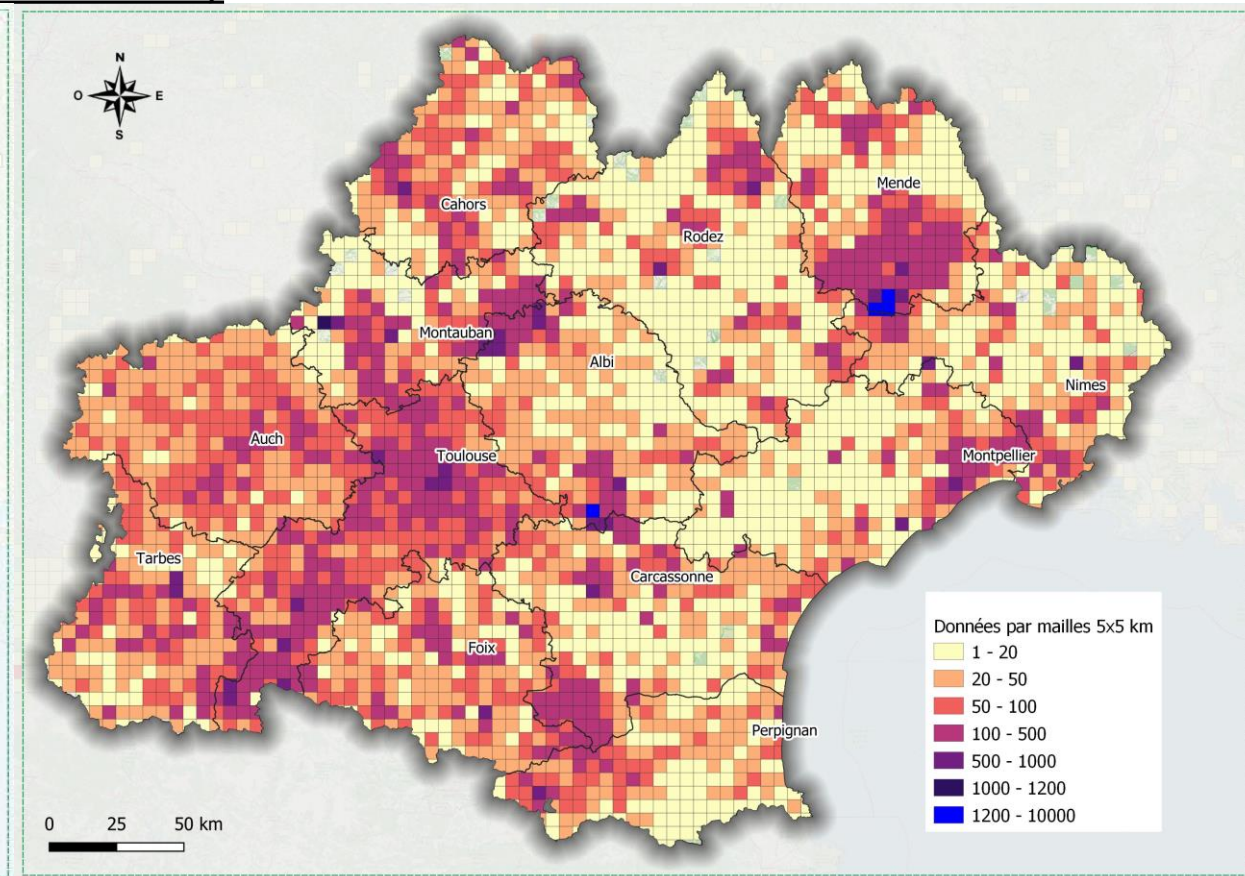 N
O
E
S
Mende
Cahors
Rodez
Montauban
Albi
Nimes
Auch
Toulouse
Montpellier
Tarbes
Carcassonne
Foix
Perpignan
Données par mailles 5x5 km
1 - 20
20 - 50
50 - 100
100 - 500
500 - 1000
1000 - 1200
1200 - 10000
0 25 50 km